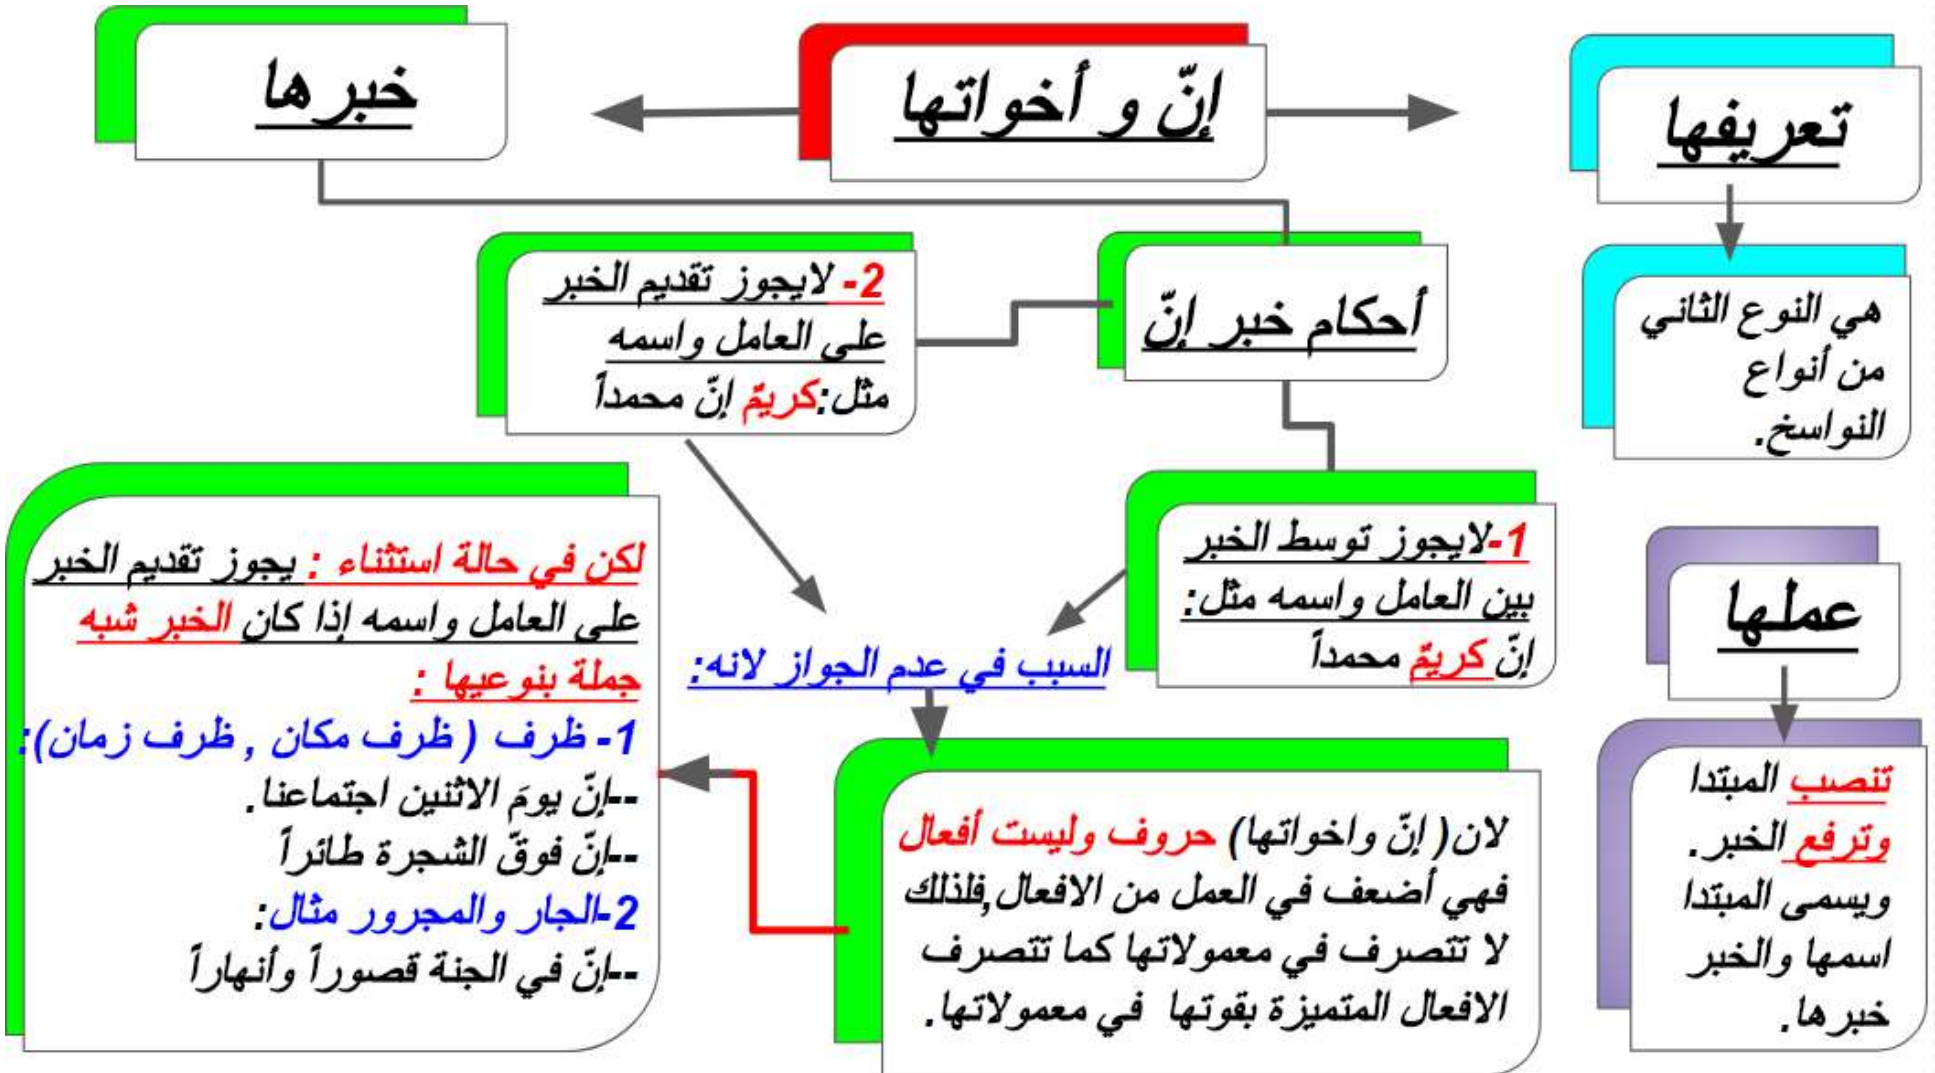 إنّ و أخواتها
تعريفها
هي النوع الثاني
من أنواع
النواسخ.
عملها
تنصب المبتدا
وترفع الخبر.
ويسمى المبتدا
اسمها والخبر
خبرها.
خبرها
أحكام خبر إنّ
1-لايجوز توسط الخبر
بين العامل واسمه مثل:
إنّ كريمٌ محمداً
2- لايجوز تقديم الخبر
على العامل واسمه
مثل:كريمٌ إنّ محمداً
السبب في عدم الجواز لانه:
لان( إنّ واخواتها) حروف وليست أفعال
فهي أضعف في العمل من الافعال,فلذلك
لا تتصرف في معمولاتها كما تتصرف
الافعال المتميزة بقوتها في معمولاتها.
لكن في حالة استثناء : يجوز تقديم الخبر
على العامل واسمه إذا كان الخبر شبه
جملة بنوعيها :
1- ظرف ( ظرف مكان , ظرف زمان):
--إنّ يومَ الاثنين اجتماعنا.
--إنّ فوقّ الشجرة طائراً
2-الجار والمجرور مثال:
--إنّ في الجنة قصوراً وأنهاراً